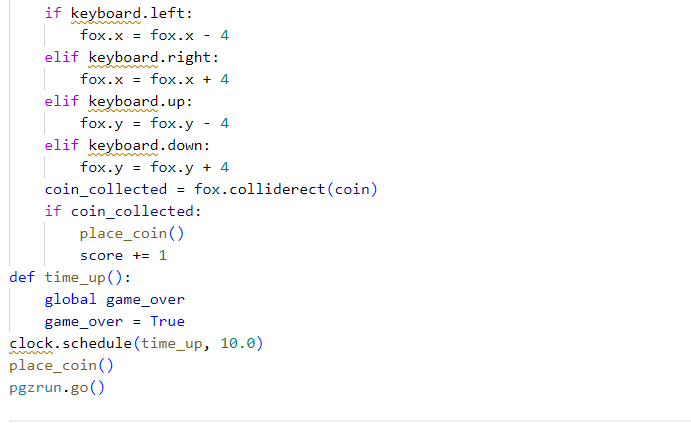 if keyboard.left:
fox.x = fox.x - 4
elif keyboard.right:
fox.x = fox.x + 4
elif keyboard.up:
fox.y = fox.y - 4
elif keyboard.down:
fox.y = fox.y + 4
coin_collected = fox.colliderect(coin)
if coin_collected:
place_coin()
score += 1
def time_up():
global game_over
game_over = True
clock.schedule(time_up, 10.0)
place_coin()
pgzrun.go()